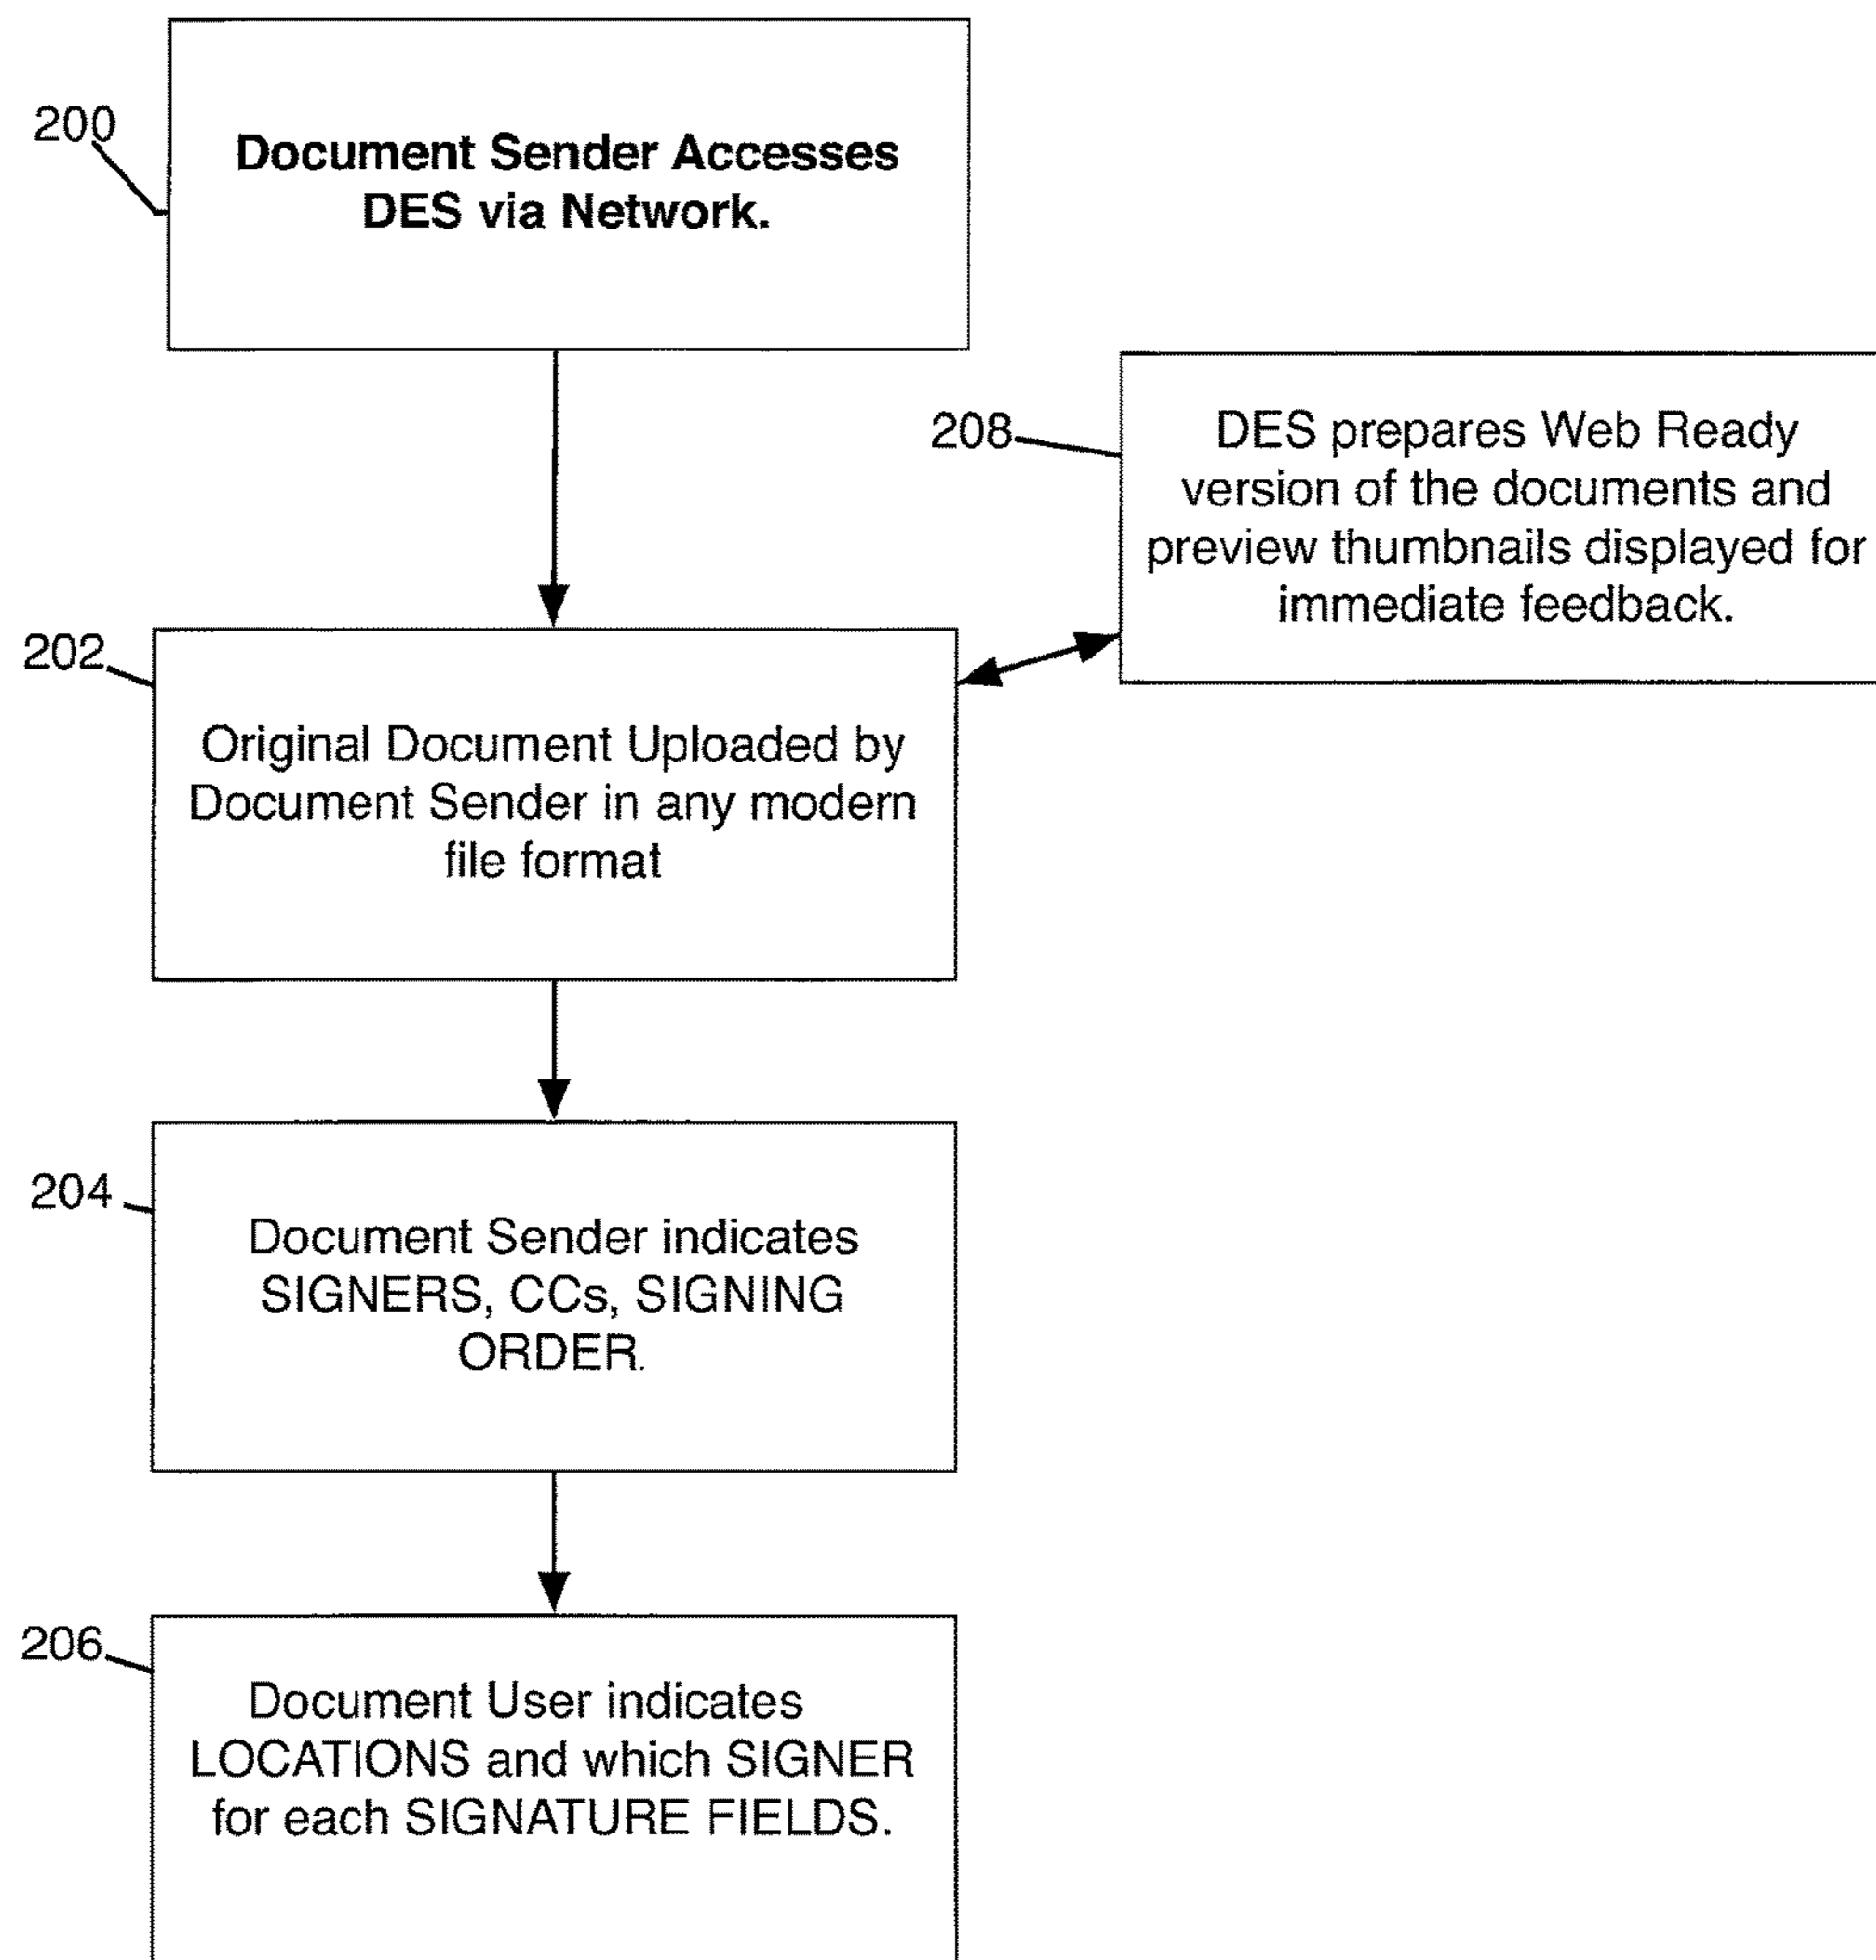 200
Document Sender Accesses
DES via Network.
208
DES prepares Web Ready
version of the documents and
preview thumbnails displayed for
immediate feedback.
202
Original Document Uploaded by
Document Sender in any modern
file format
204
Document Sender indicates
SIGNERS, CCs, SIGNING
ORDER.
206
Document User indicates
LOCATIONS and which SIGNER
for each SIGNATURE FIELDS.